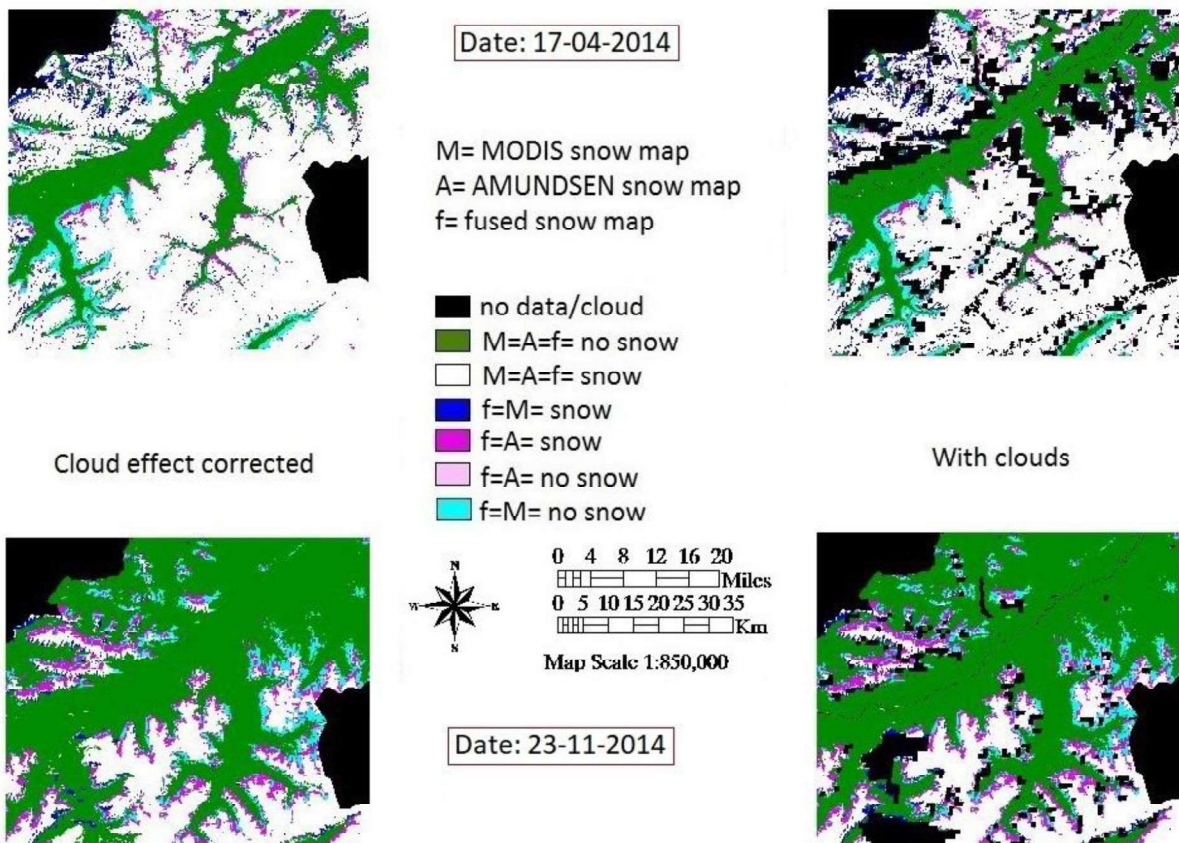 Date: 17-04-2014
M= MODIS snow map
A= AMUNDSEN snow map
f= fused snow map
no data/cloud
M=A=f= no snow
M=A=f= snow
f=M= snow
f=A= snow
f=A= no snow
f=M= no snow
Cloud effect corrected
With clouds
N
W E
S
0 4 8 12 16 20
Miles
0 5 10 15 20 25 30 35
Km
Map Scale 1:850,000
Date: 23-11-2014